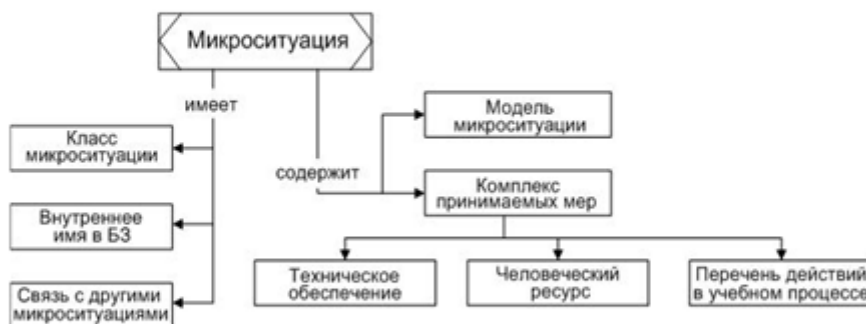 Микроситуация
имеет
Модель
микроситуации
Класс
микроситуации
содержит
Комплекс
принимаемых мер
Внутреннее
имя в БЗ
Техническое
обеспечение
Человеческий
ресурс
Перечень действий
в учебном процессе
Связь с другими
микроситуациями